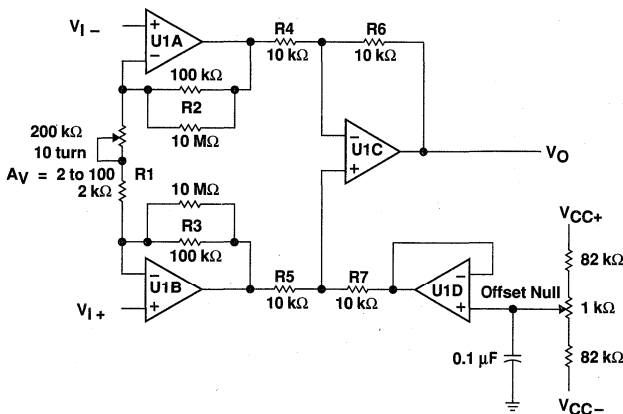 VI−
+
U1A
−
R4
10 kΩ
R6
10 kΩ
100 kΩ
R2
10 MΩ
200 kΩ
10 turn
AV = 2 to 100
R1
2 kΩ
−
U1C
+
VO
10 MΩ
R3
100 kΩ
−
U1B
+
VI+
R5
10 kΩ
R7
10 kΩ
−
U1D
+
Offset Null
VCC+
82 kΩ
1 kΩ
82 kΩ
0.1 μF
VCC−